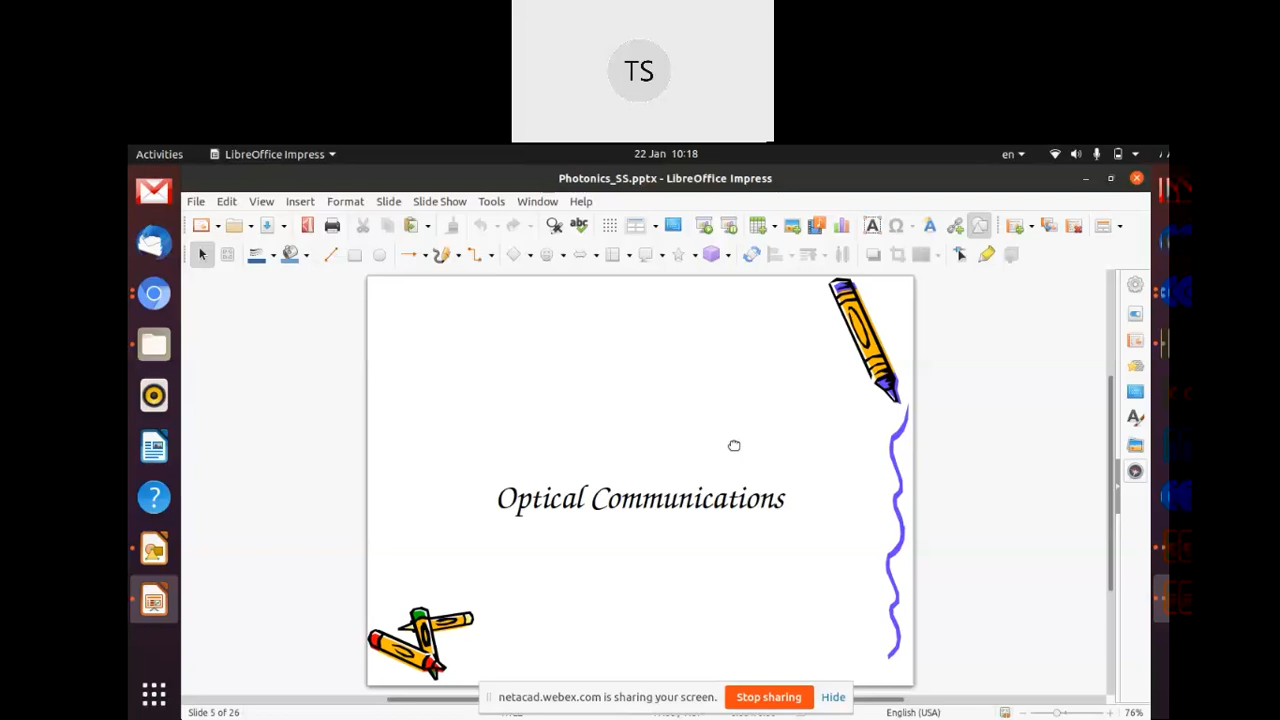 TS
Activities LibreOffice Impress 22 Jan 10:18 en
Photonics_SS.pptx - LibreOffice Impress
File Edit View Insert Format Slide Slide Show Tools Window Help
Optical Communications
netacad.webex.com is sharing your screen. Stop sharing Hide
Slide 5 of 26 English (USA) 76%